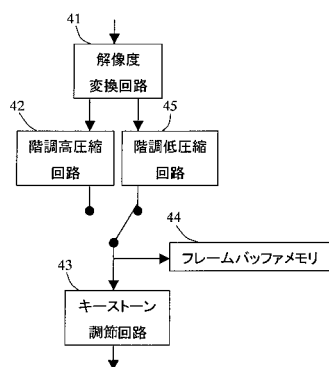 41
解像度
変換回路
42
45
階調高圧縮
回路
階調低圧縮
回路
44
フレームバッファメモリ
43
キーストーン
調節回路